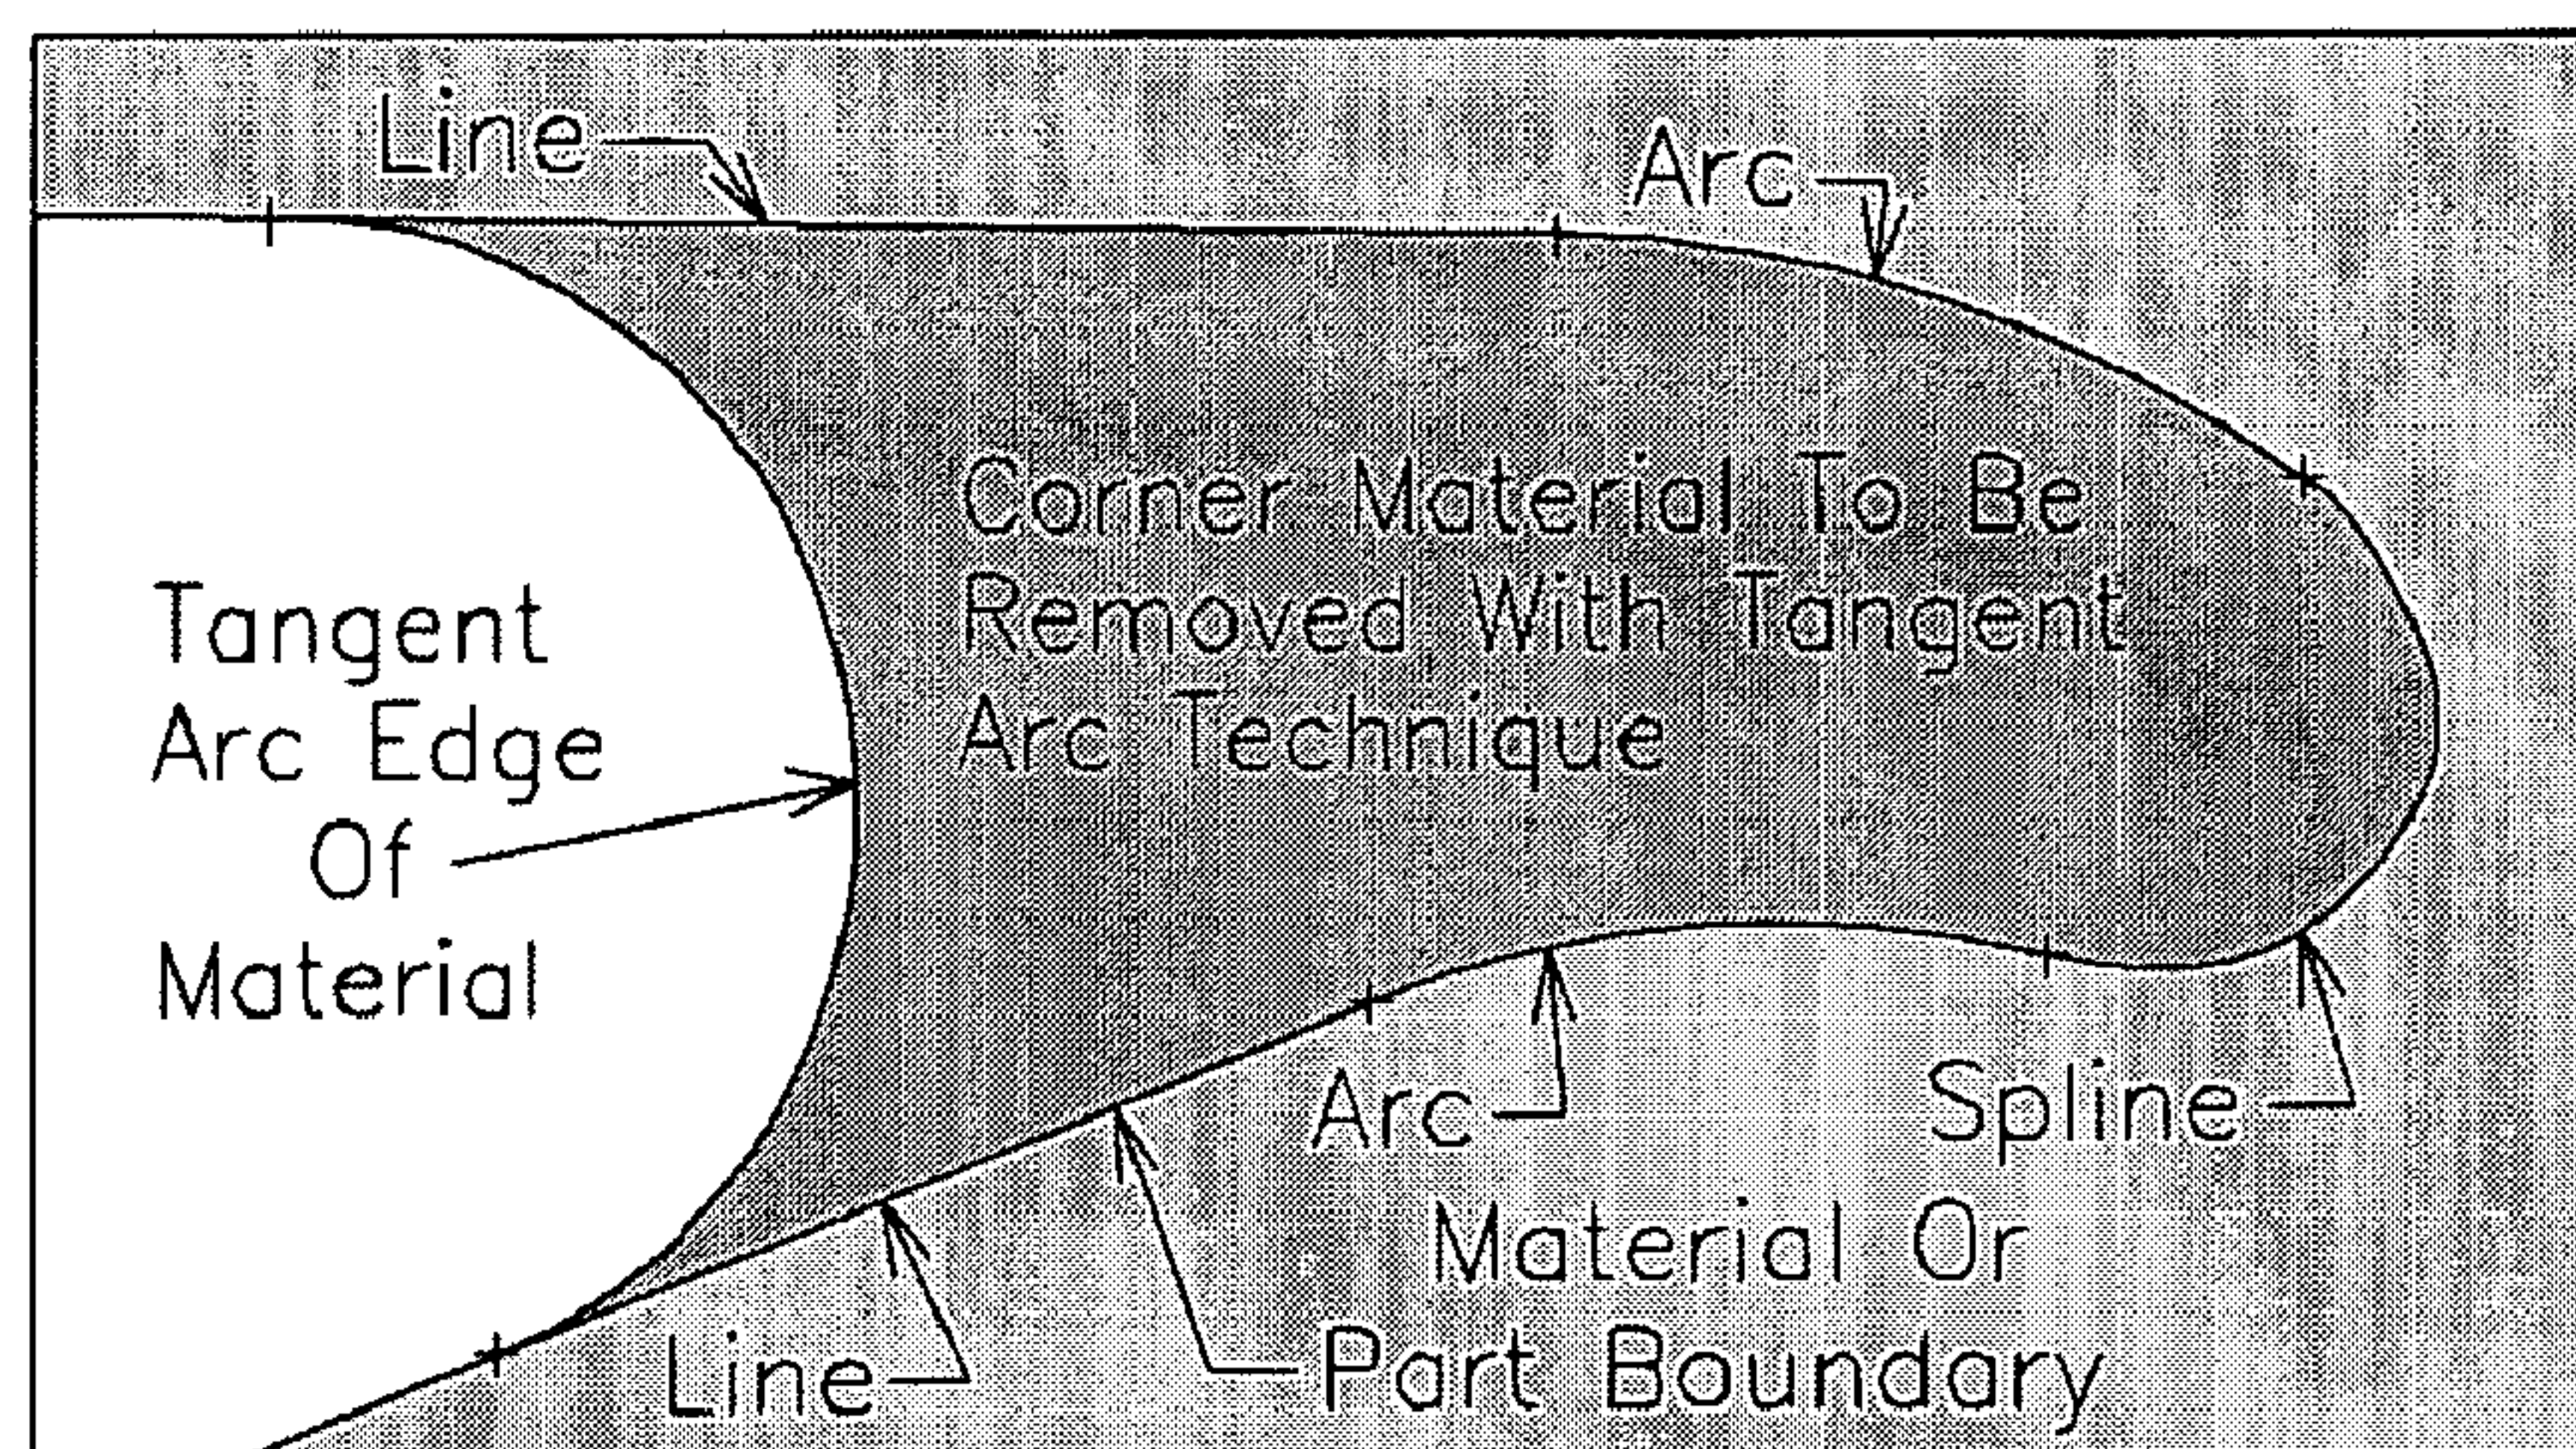 Line
Arc
Corner Material To Be
Removed With Tangent
Arc Technique
Tangent
Arc Edge
Of
Material
Arc
Spline
Material Or
Part Boundary
Line